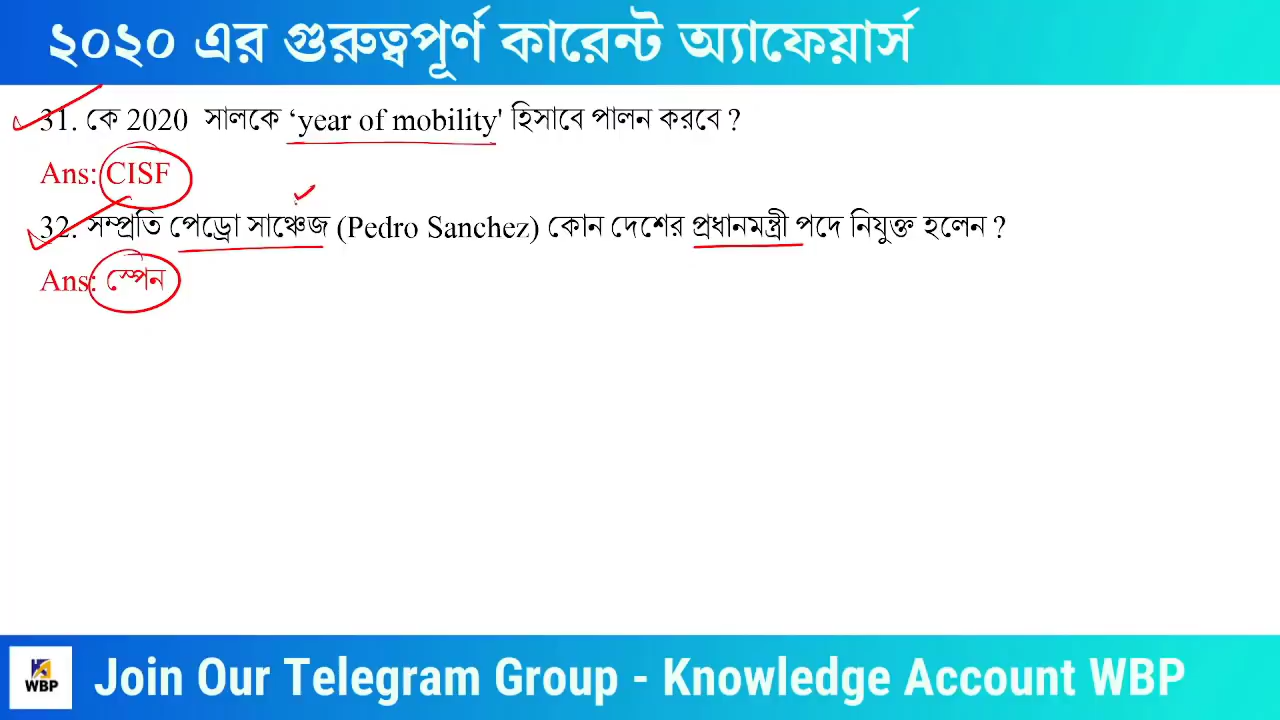 ২০২০ এর গুরুত্বপূর্ণ কারেন্ট অ্যাফেয়ার্স
31. কে 2020 সালকে ‘year of mobility' হিসাবে পালন করবে ?
Ans: CISF
32. সম্প্রতি পেড্রো সাঞ্চেজ (Pedro Sanchez) কোন দেশের প্রধানমন্ত্রী পদে নিযুক্ত হলেন ?
Ans: স্পেন
WBP
Join Our Telegram Group - Knowledge Account WBP